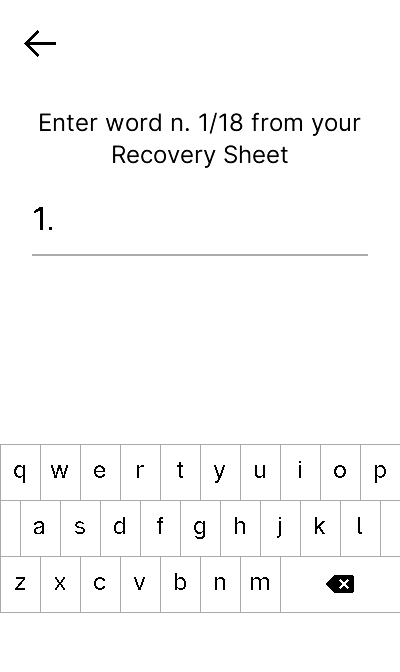 Enter word n. 1/18 from your
Recovery Sheet
1.
q w e r t y u i o p
a s d f g h j k l
z x c v b n m